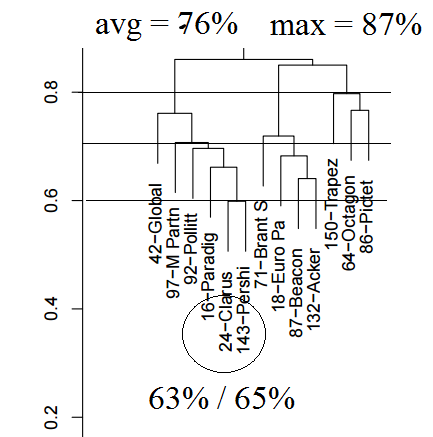 avg = 76% max = 87%
0.8
0.6
0.4
0.2
42-Global
97-M Partn
92-Pollitt
16-Paradig
24-Clarus
143-Pershi
71-Brant S
18-Euro Pa
87-Beacon
132-Acker
150-Trapez
64-Octagon
86-Pictet
63% / 65%